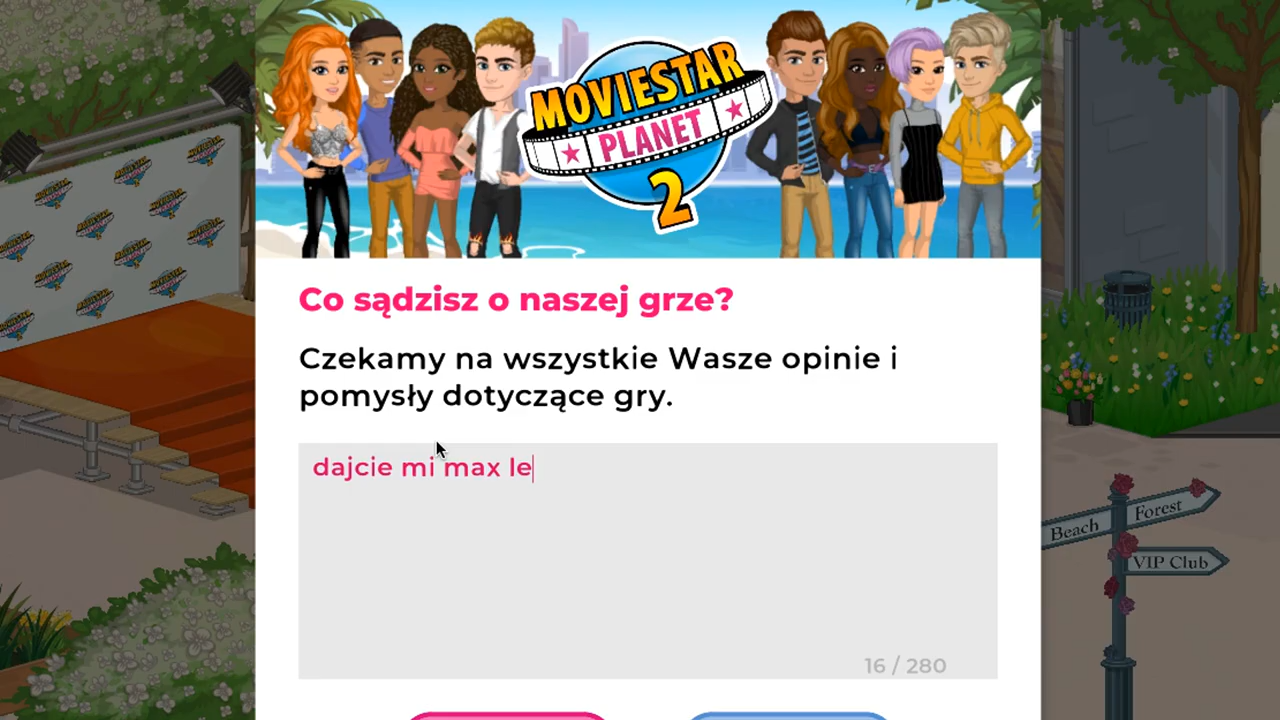 MOVIESTAR
PLANET
2
Co sądzisz o naszej grze?
Czekamy na wszystkie Wasze opinie i
pomysły dotyczące gry.
dajcie mi max le
16 / 280
Beach
Forest
VIP Club